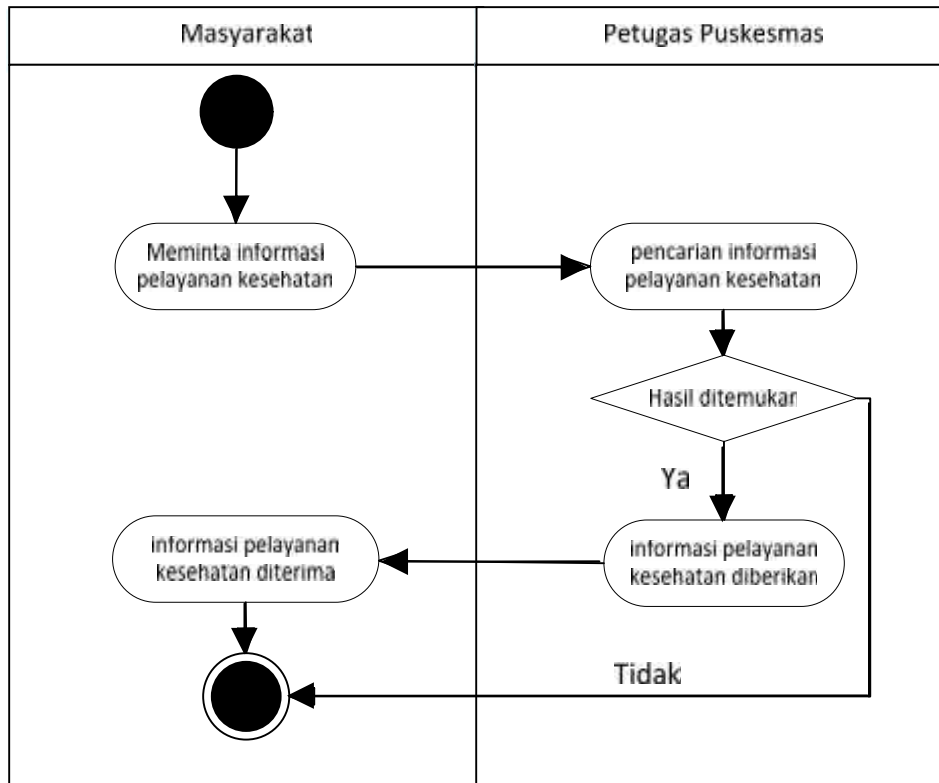 Masyarakat
Petugas Puskesmas
Meminta informasi
pelayanan kesehatan
pencarian informasi
pelayanan kesehatan
Hasil ditemukan
Ya
informasi pelayanan
kesehatan diterima
informasi pelayanan
kesehatan diberikan
Tidak